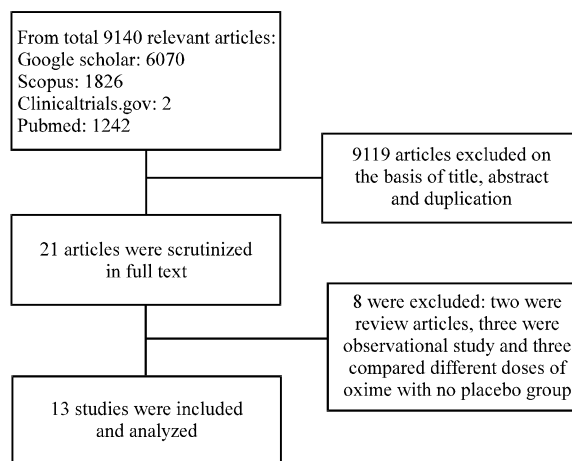 From total 9140 relevant articles:
Google scholar: 6070
Scopus: 1826
Clinicaltrials.gov: 2
Pubmed: 1242
9119 articles excluded on
the basis of title, abstract
and duplication
21 articles were scrutinized
in full text
8 were excluded: two were
review articles, three were
observational study and three
compared different doses of
oxime with no placebo group
13 studies were included
and analyzed